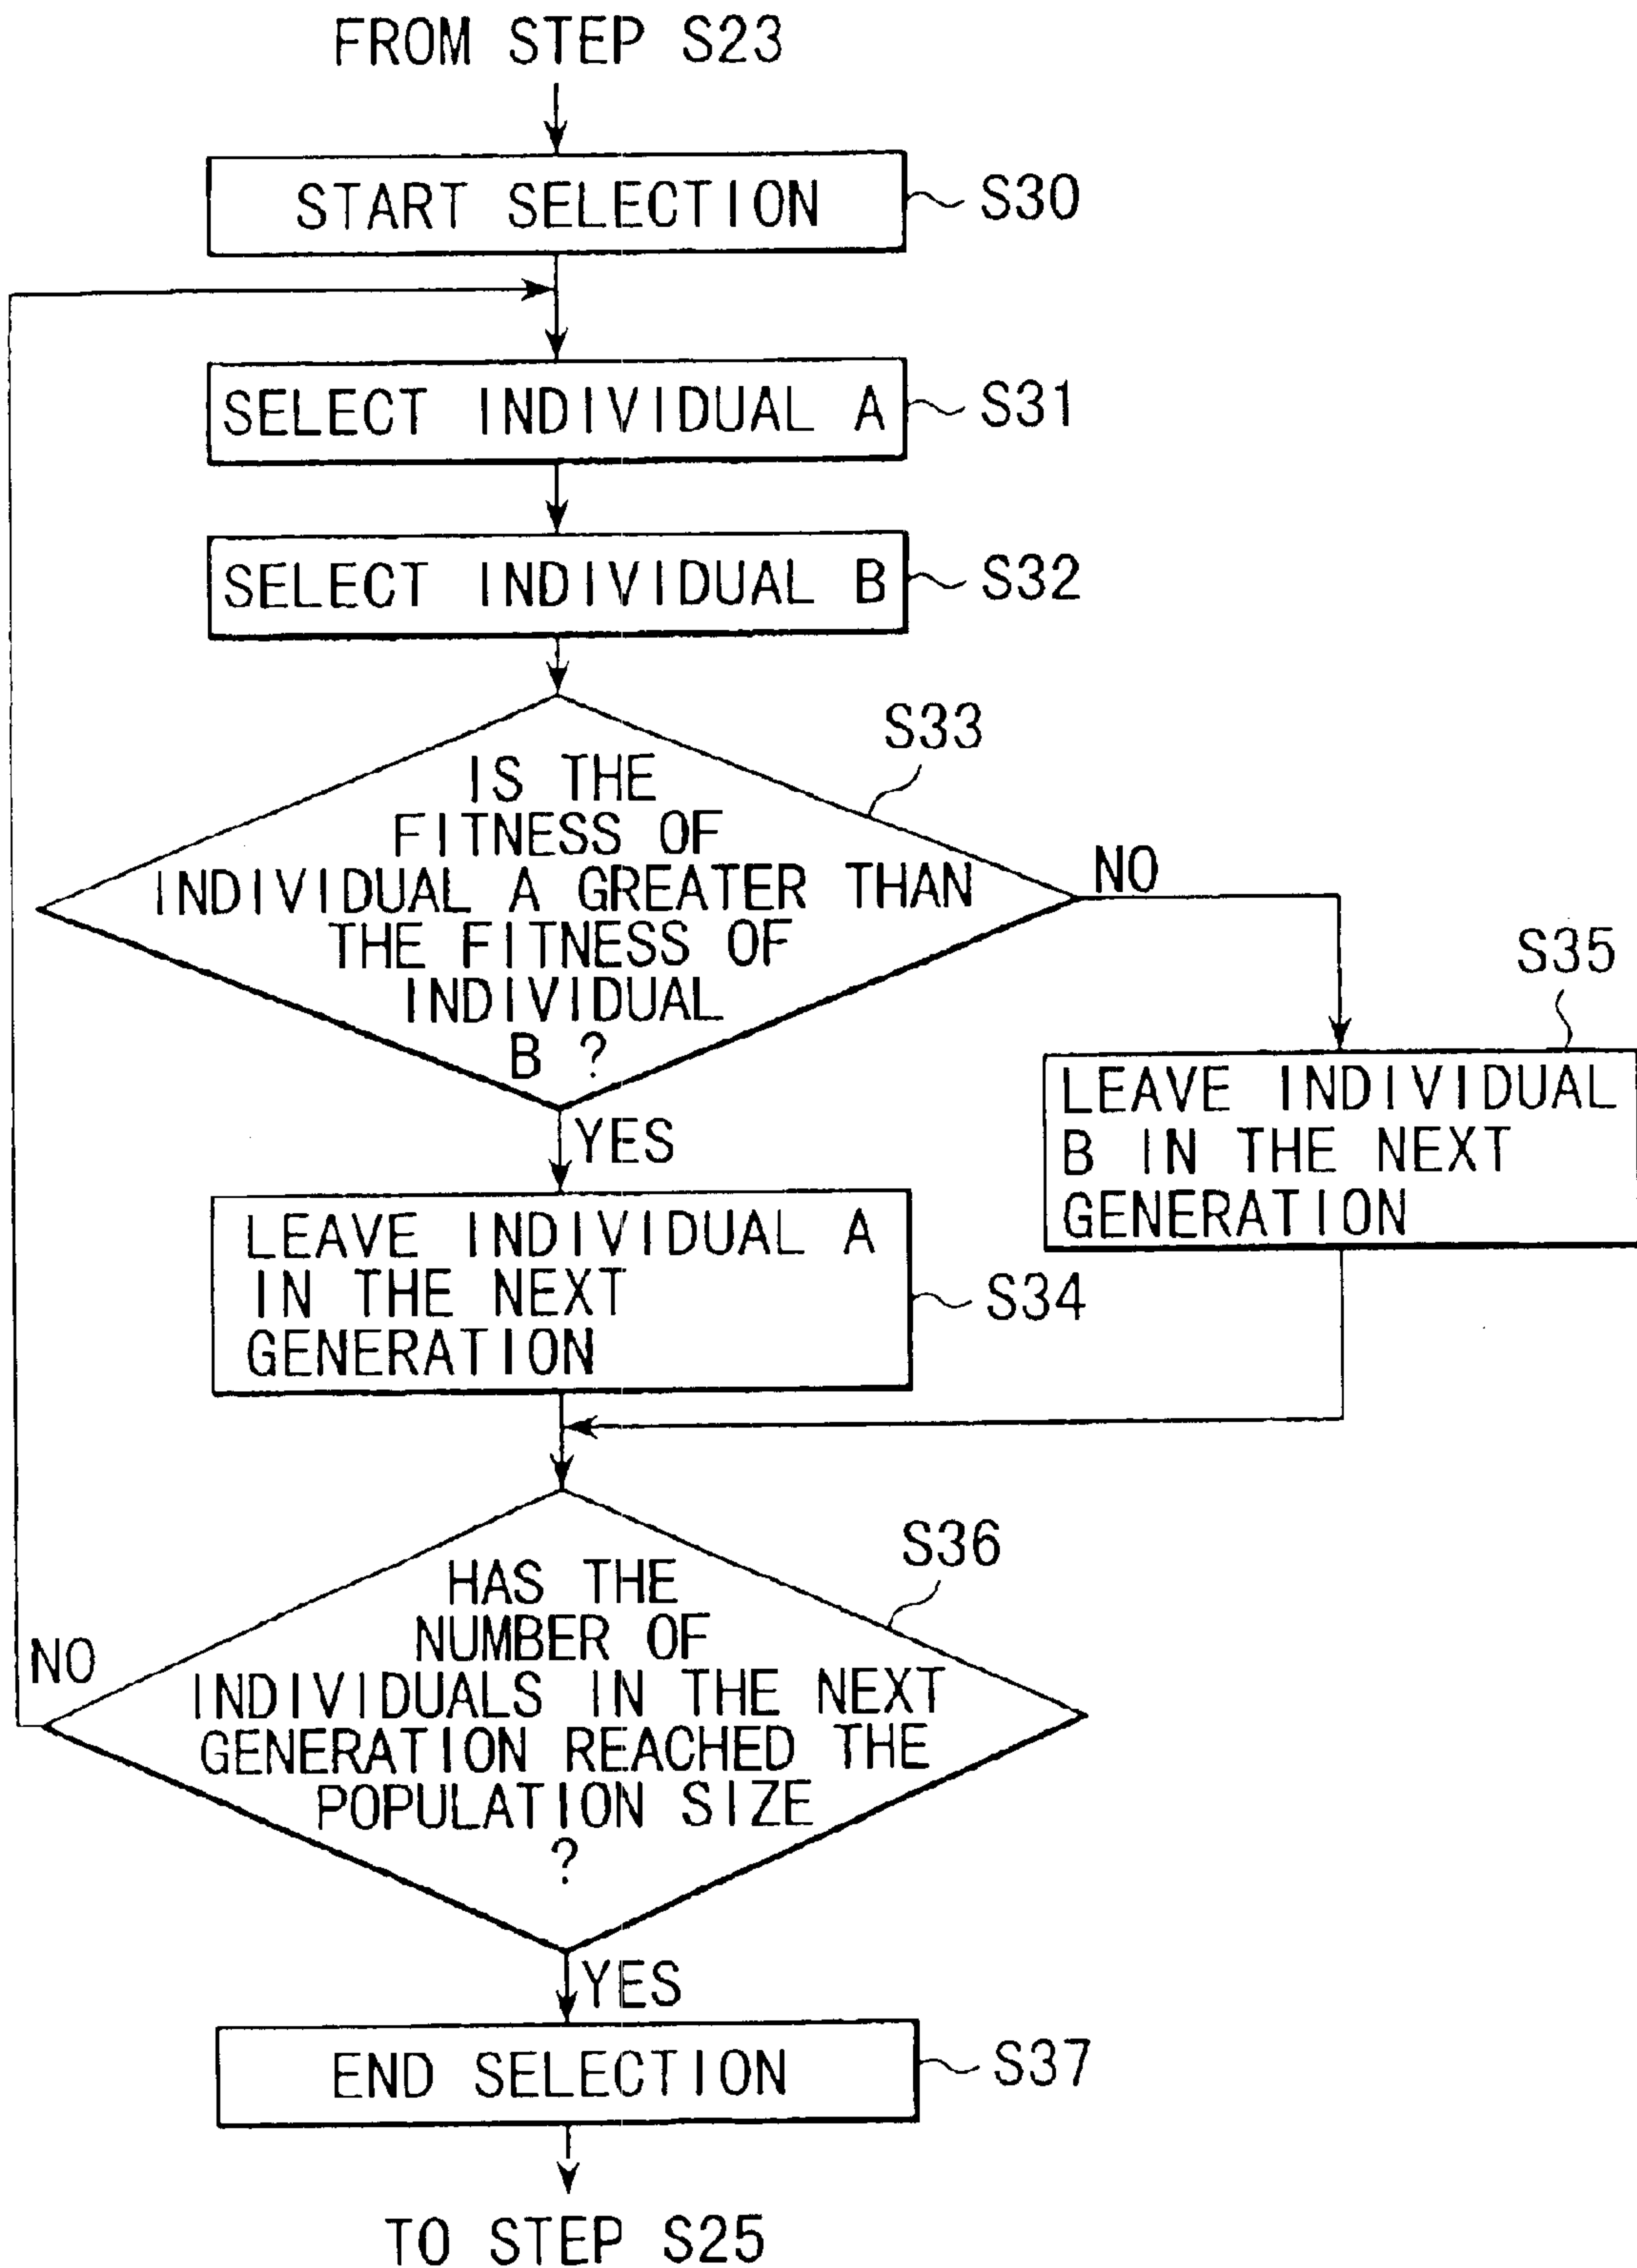 FROM STEP S23
START SELECTION
S30
SELECT INDIVIDUAL A
S31
SELECT INDIVIDUAL B
S32
S33
IS THE
FITNESS OF
INDIVIDUAL A GREATER THAN
THE FITNESS OF
INDIVIDUAL
B ?
NO
YES
S35
LEAVE INDIVIDUAL
B IN THE NEXT
GENERATION
LEAVE INDIVIDUAL A
IN THE NEXT
GENERATION
S34
S36
HAS THE
NUMBER OF
INDIVIDUALS IN THE NEXT
GENERATION REACHED THE
POPULATION SIZE
?
NO
YES
END SELECTION
S37
TO STEP S25